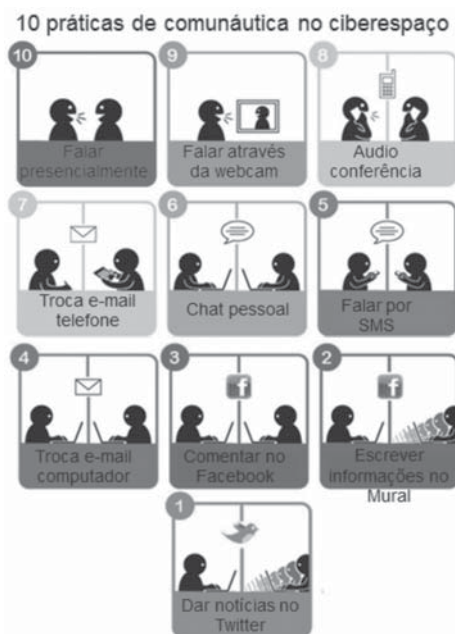 10 práticas de comunáutica no ciberespaço
10
Falar
presencialmente
9
Falar através
da webcam
8
Audio
conferência
7
Troca e-mail
telefone
6
Chat pessoal
5
Falar por
SMS
4
Troca e-mail
computador
3
f
Comentar no
Facebook
2
f
Escrever
informações no
Mural
1
Dar notícias no
Twitter